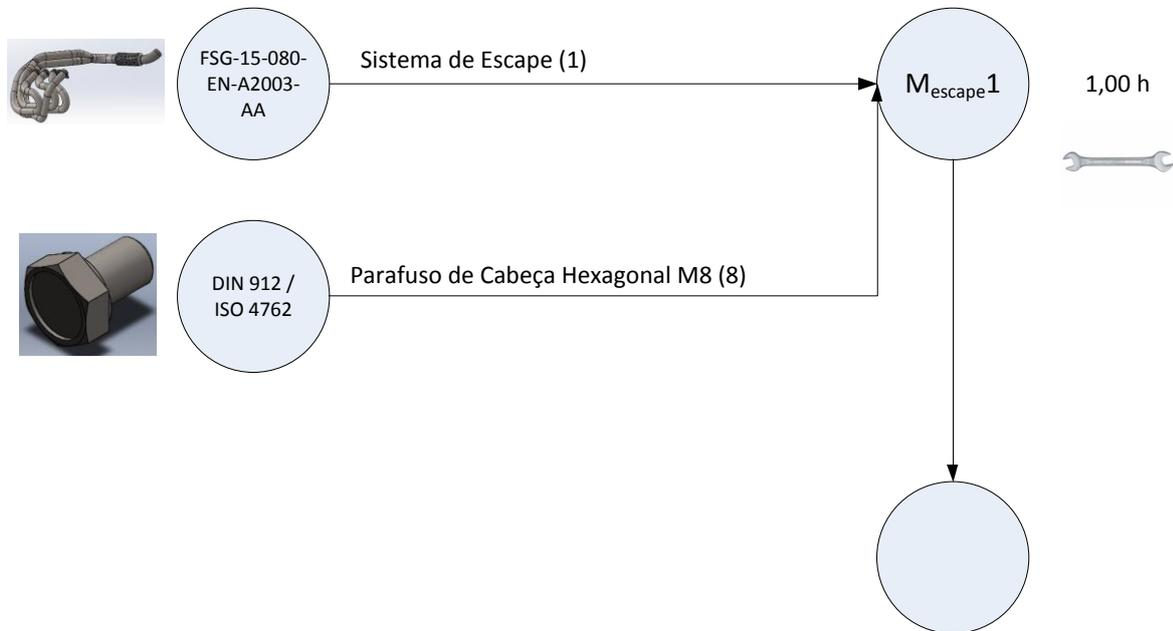 FSG-15-080-
EN-A2003-
AA
Sistema de Escape (1)
Mescape1
1,00 h
DIN 912 /
ISO 4762
Parafuso de Cabeça Hexagonal M8 (8)